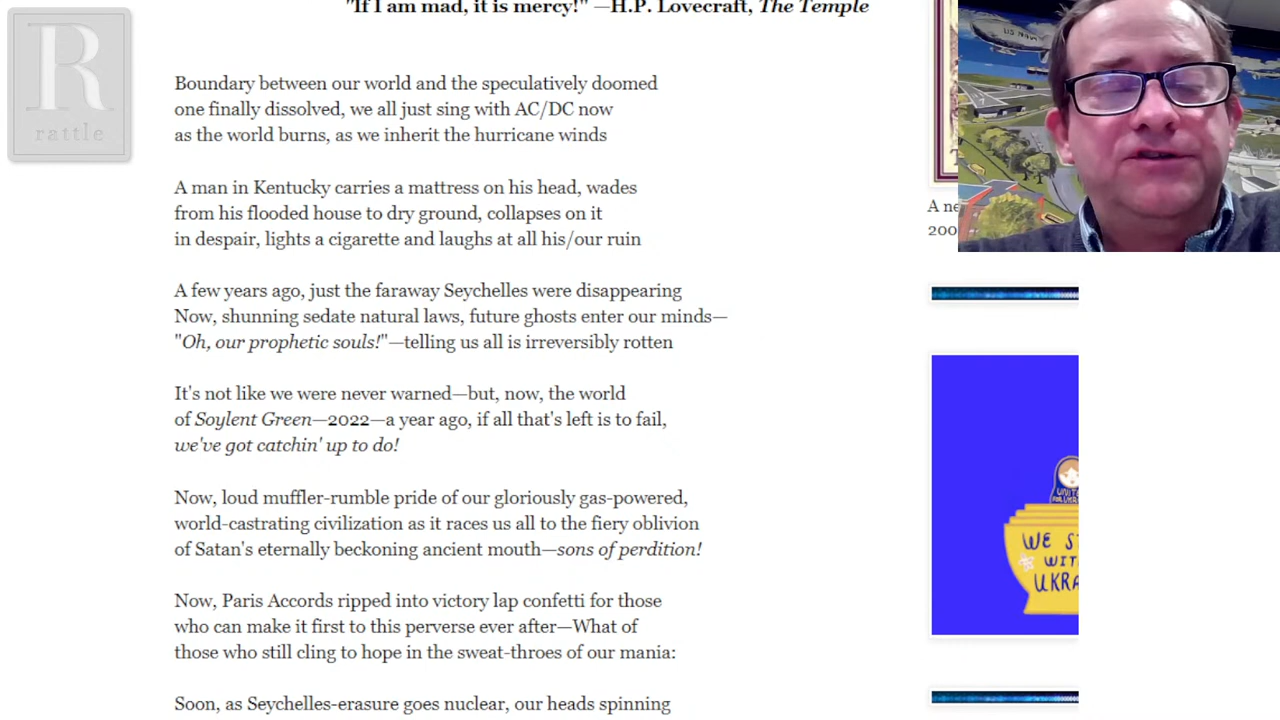 "If I am mad, it is mercy!" —H.P. Lovecraft, The Temple
R
rattle
Boundary between our world and the speculatively doomed
one finally dissolved, we all just sing with AC/DC now
as the world burns, as we inherit the hurricane winds
A man in Kentucky carries a mattress on his head, wades
from his flooded house to dry ground, collapses on it
in despair, lights a cigarette and laughs at all his/our ruin
A few years ago, just the faraway Seychelles were disappearing
Now, shunning sedate natural laws, future ghosts enter our minds—
"Oh, our prophetic souls!"—telling us all is irreversibly rotten
It's not like we were never warned—but, now, the world
of Soylent Green—2022—a year ago, if all that's left is to fail,
we've got catchin' up to do!
Now, loud muffler-rumble pride of our gloriously gas-powered,
world-castrating civilization as it races us all to the fiery oblivion
of Satan's eternally beckoning ancient mouth—sons of perdition!
Now, Paris Accords ripped into victory lap confetti for those
who can make it first to this perverse ever after—What of
those who still cling to hope in the sweat-throes of our mania:
Soon, as Seychelles-erasure goes nuclear, our heads spinning
US NAVY
A ne
200
WE S
WIT
UKRA